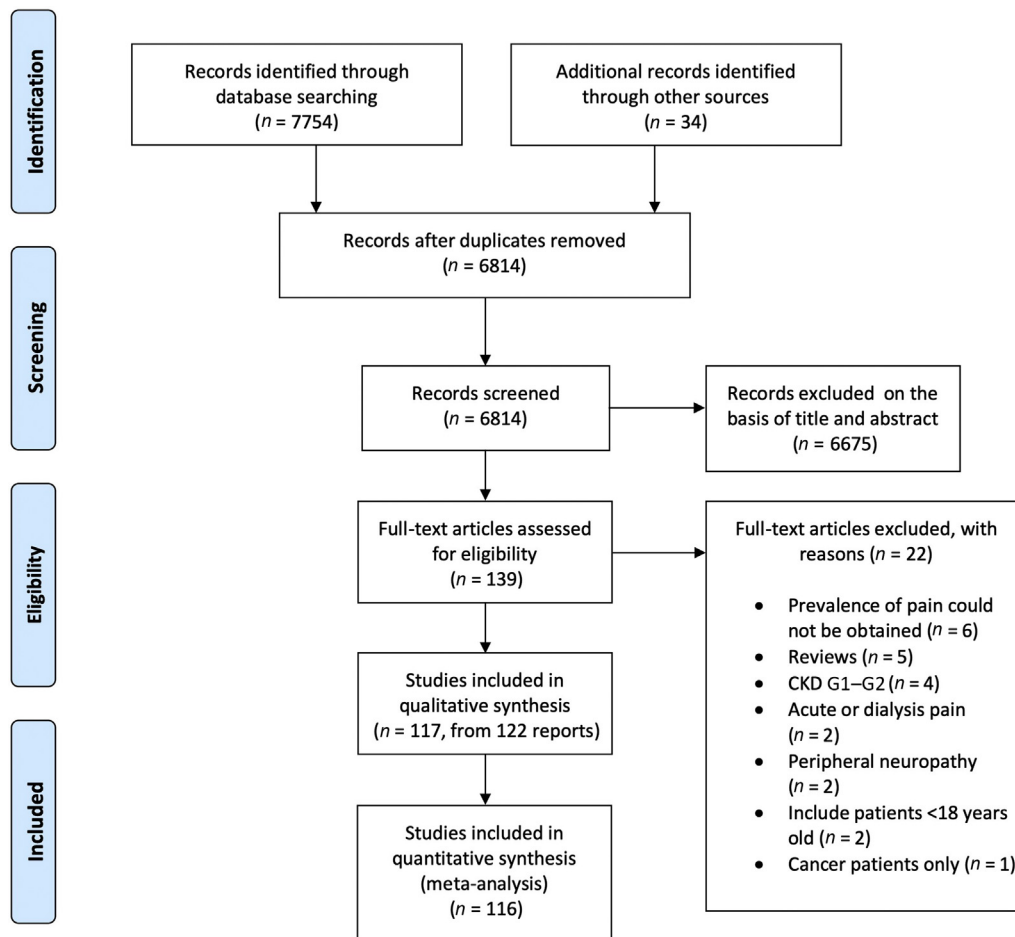 Identification
Records identified through
database searching
(n = 7754)
Additional records identified
through other sources
(n = 34)
Records after duplicates removed
(n = 6814)
Screening
Records screened
(n = 6814)
Records excluded on the
basis of title and abstract
(n = 6675)
Eligibility
Full-text articles assessed
for eligibility
(n = 139)
Full-text articles excluded, with
reasons (n = 22)
• Prevalence of pain could
not be obtained (n = 6)
• Reviews (n = 5)
• CKD G1–G2 (n = 4)
• Acute or dialysis pain
(n = 2)
• Peripheral neuropathy
(n = 2)
• Include patients <18 years
old (n = 2)
• Cancer patients only (n = 1)
Studies included in
qualitative synthesis
(n = 117, from 122 reports)
Included
Studies included in
quantitative synthesis
(meta-analysis)
n = 116